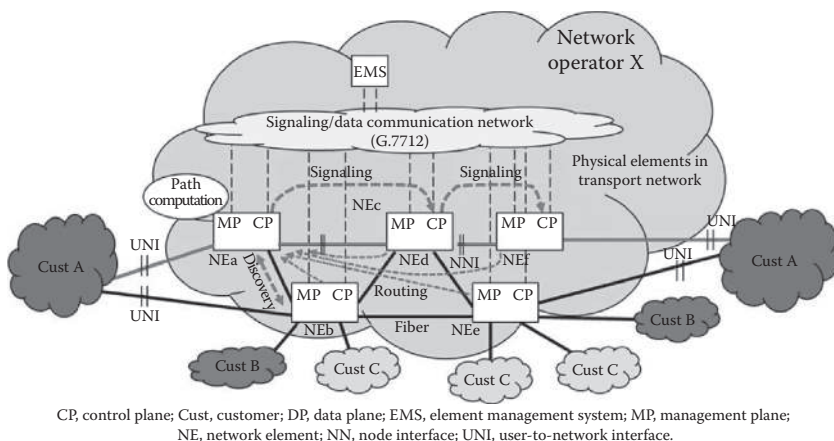 Network
operator X
EMS
Signaling/data communication network
(G.7712)
Physical elements in
transport network
Signaling
Signaling
Path
computation
NEc
MP CP
MP CP
MP CP
UNI
UNI
Cust A
Cust A
NEa
NEd
NNI
NEf
UNI
Discovery
Routing
MP CP
MP CP
UNI
NEb
Fiber
NEe
Cust B
Cust B
Cust C
Cust C
Cust C
CP, control plane; Cust, customer; DP, data plane; EMS, element management system; MP, management plane;
NE, network element; NN, node interface; UNI, user-to-network interface.